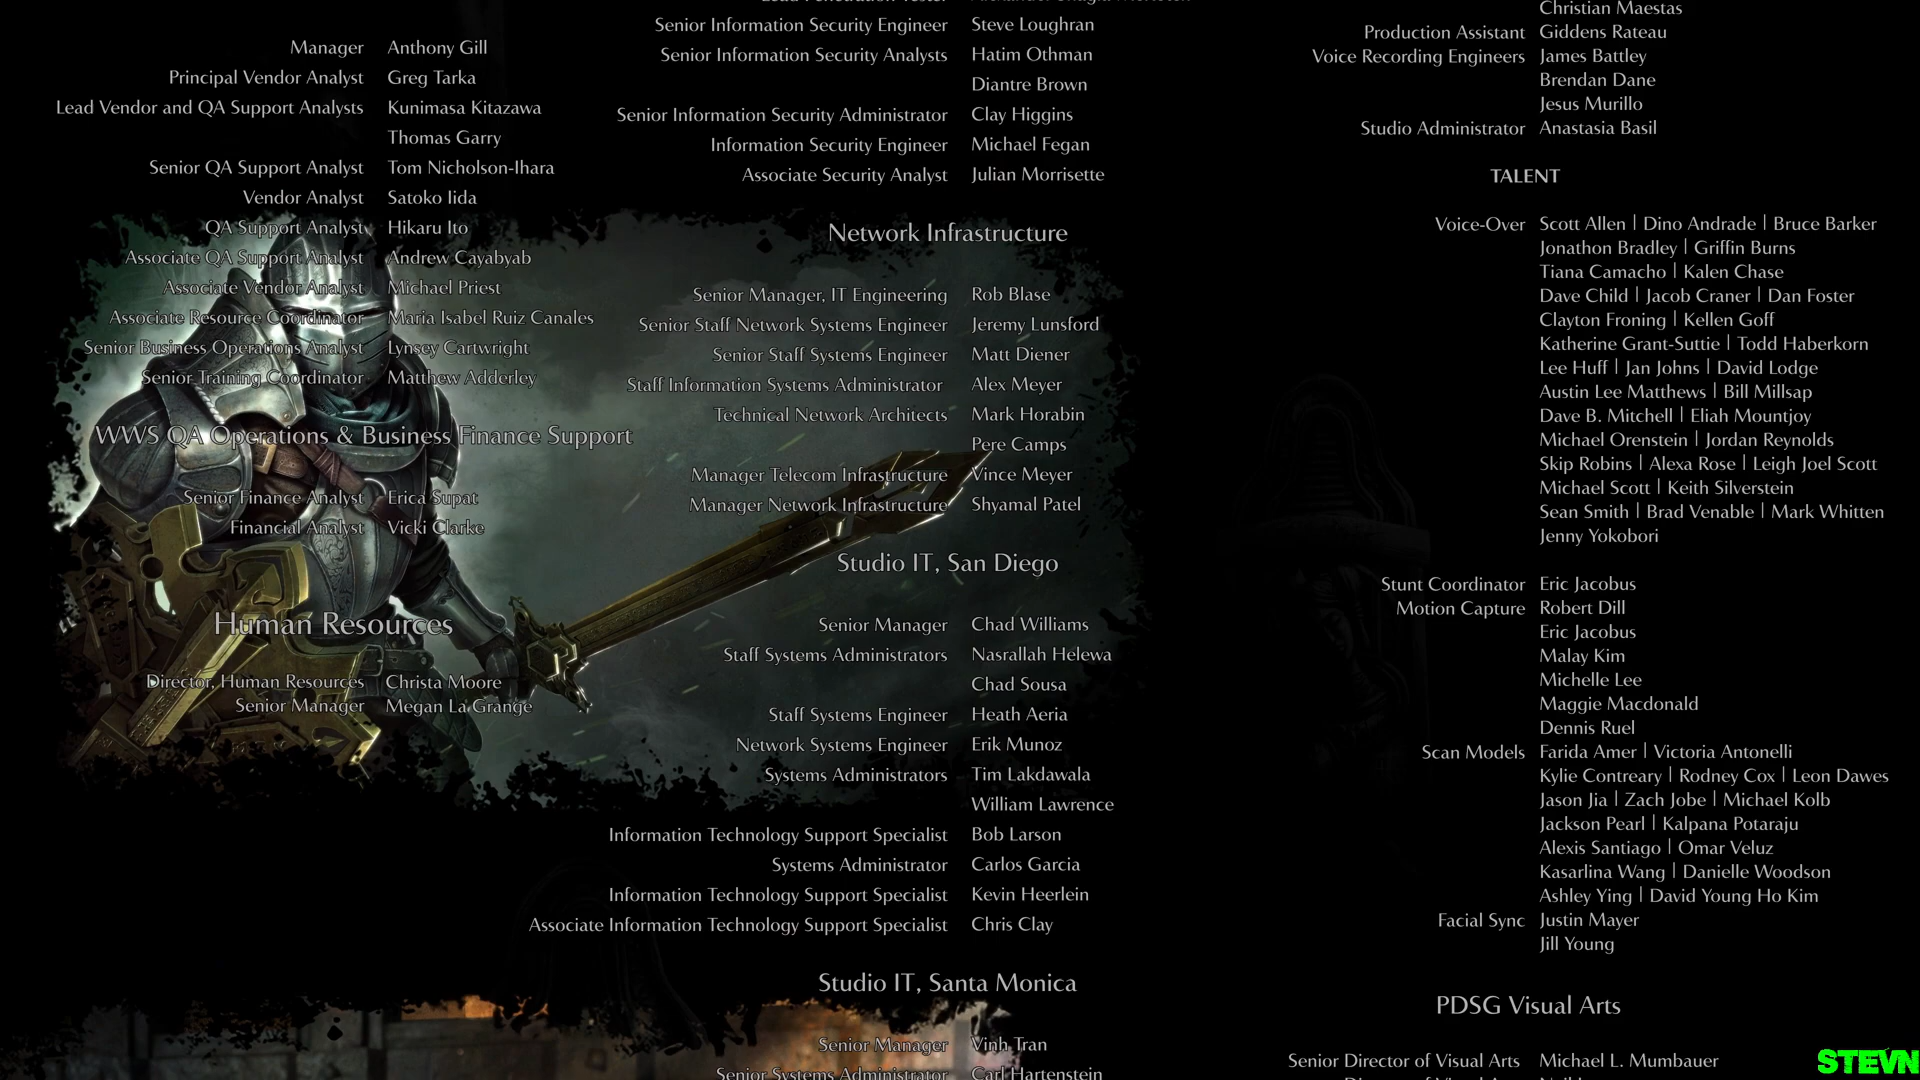 Manager Anthony Gill
Principal Vendor Analyst Greg Tarka
Lead Vendor and QA Support Analysts Kunimasa Kitazawa
Thomas Garry
Senior QA Support Analyst Tom Nicholson-Ihara
Vendor Analyst Satoko Iida
QA Support Analyst Hikaru Ito
Associate QA Support Analyst Andrew Cayabyab
Associate Vendor Analyst Michael Priest
Associate Resource Coordinator Maria Isabel Ruiz Canales
Senior Business Operations Analyst Lynsey Cartwright
Senior Training Coordinator Matthew Adderley
WWS QA Operations & Business Finance Support
Senior Finance Analyst Erica Supat
Financial Analyst Vicki Clarke
Human Resources
Director, Human Resources Christa Moore
Senior Manager Megan La Grange
Senior Information Security Engineer Steve Loughran
Senior Information Security Analysts Hatim Othman
Diantre Brown
Senior Information Security Administrator Clay Higgins
Information Security Engineer Michael Fegan
Associate Security Analyst Julian Morrisette
Network Infrastructure
Senior Manager, IT Engineering Rob Blase
Senior Staff Network Systems Engineer Jeremy Lunsford
Senior Staff Systems Engineer Matt Diener
Staff Information Systems Administrator Alex Meyer
Technical Network Architects Mark Horabin
Pere Camps
Manager Telecom Infrastructure Vince Meyer
Manager Network Infrastructure Shyamal Patel
Studio IT, San Diego
Senior Manager Chad Williams
Staff Systems Administrators Nasrallah Helewa
Chad Sousa
Staff Systems Engineer Heath Aeria
Network Systems Engineer Erik Munoz
Systems Administrators Tim Lakdawala
William Lawrence
Information Technology Support Specialist Bob Larson
Systems Administrator Carlos Garcia
Information Technology Support Specialist Kevin Heerlein
Associate Information Technology Support Specialist Chris Clay
Studio IT, Santa Monica
Senior Manager Vinh Tran
Senior Systems Administrator Carl Hartenstein
Christian Maestas
Production Assistant Giddens Rateau
Voice Recording Engineers James Battley
Brendan Dane
Jesus Murillo
Studio Administrator Anastasia Basil
TALENT
Voice-Over Scott Allen | Dino Andrade | Bruce Barker
Jonathon Bradley | Griffin Burns
Tiana Camacho | Kalen Chase
Dave Child | Jacob Craner | Dan Foster
Clayton Froning | Kellen Goff
Katherine Grant-Suttie | Todd Haberkorn
Lee Huff | Jan Johns | David Lodge
Austin Lee Matthews | Bill Millsap
Dave B. Mitchell | Eliah Mountjoy
Michael Orenstein | Jordan Reynolds
Skip Robins | Alexa Rose | Leigh Joel Scott
Michael Scott | Keith Silverstein
Sean Smith | Brad Venable | Mark Whitten
Jenny Yokobori
Stunt Coordinator Eric Jacobus
Motion Capture Robert Dill
Eric Jacobus
Malay Kim
Michelle Lee
Maggie Macdonald
Dennis Ruel
Scan Models Farida Amer | Victoria Antonelli
Kylie Contreary | Rodney Cox | Leon Dawes
Jason Jia | Zach Jobe | Michael Kolb
Jackson Pearl | Kalpana Potaraju
Alexis Santiago | Omar Veluz
Kasarlina Wang | Danielle Woodson
Ashley Ying | David Young Ho Kim
Facial Sync Justin Mayer
Jill Young
PDSG Visual Arts
Senior Director of Visual Arts Michael L. Mumbauer
STEVN